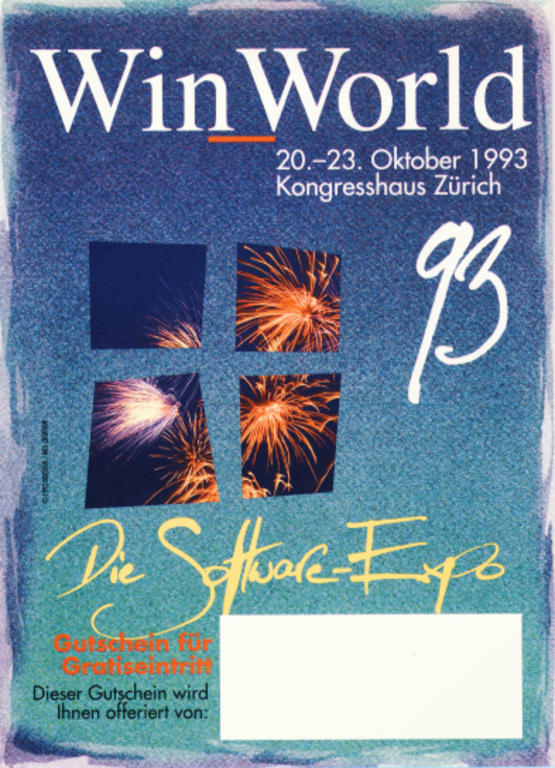 WinWorld
20.–23. Oktober 1993
Kongresshaus Zürich
93
Die Software-Expo
Gutschein für
Gratiseintritt
Dieser Gutschein wird
Ihnen offeriert von: